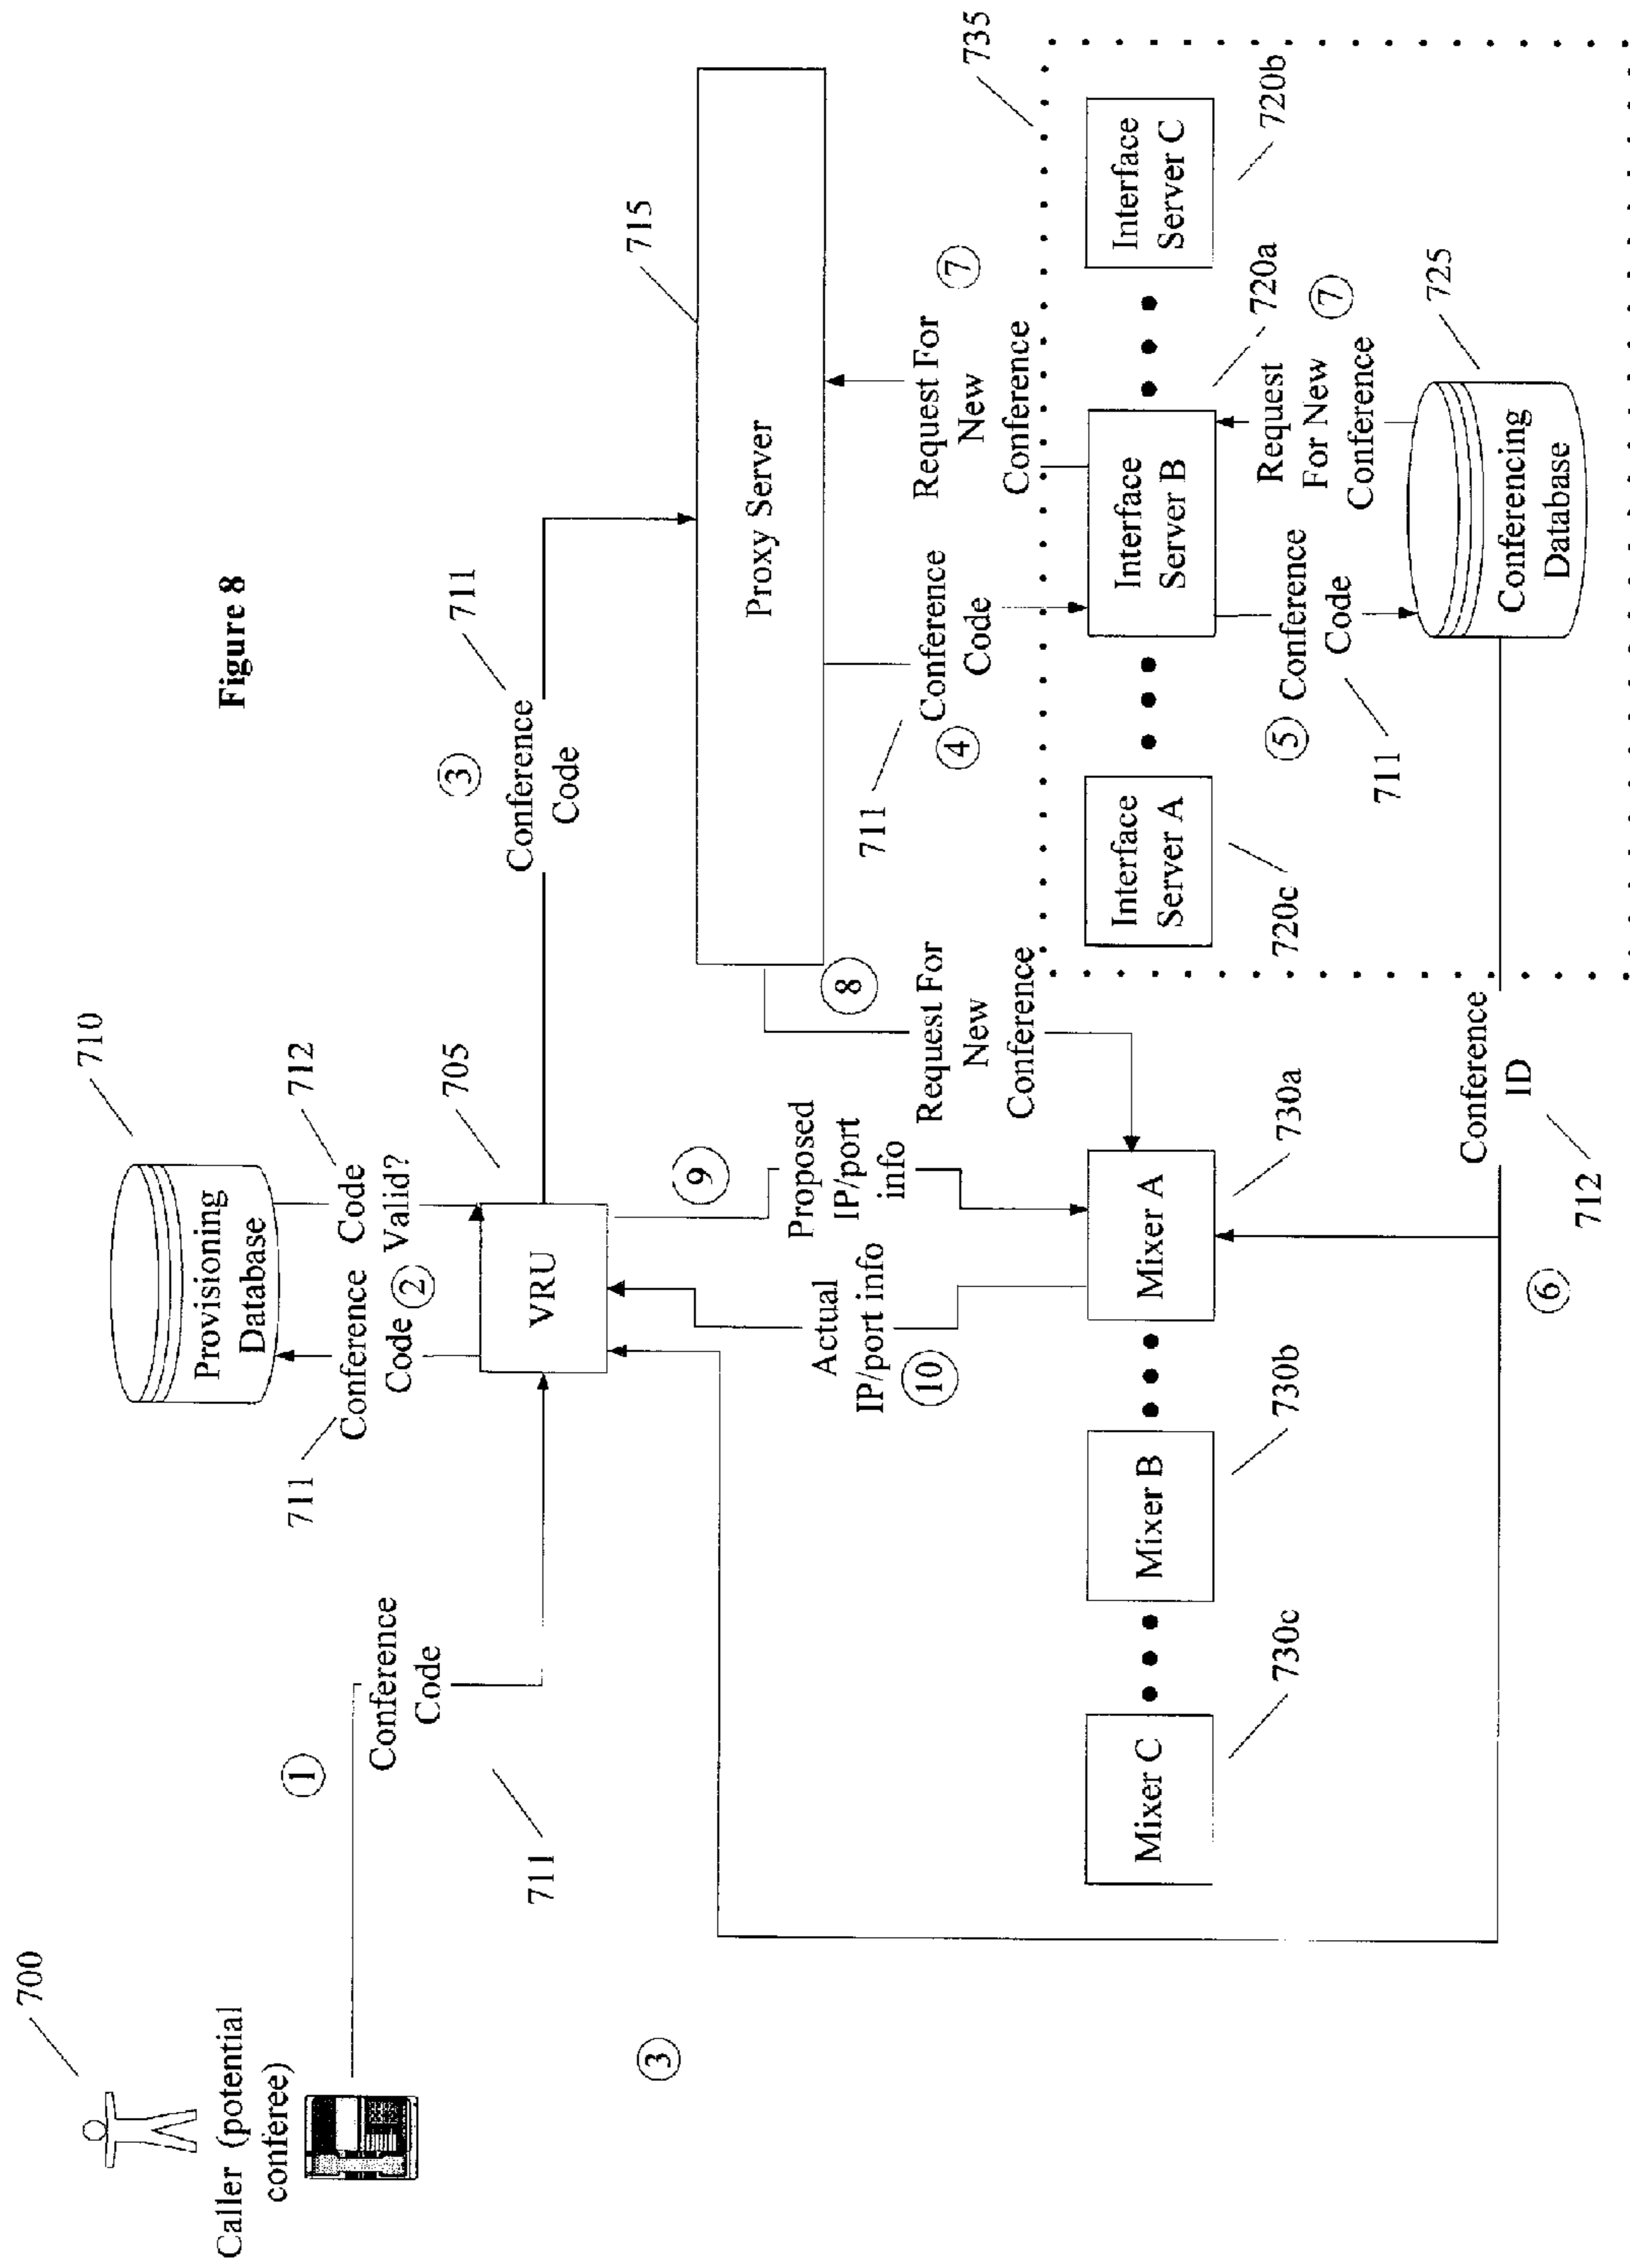 Figure 8
700
Caller (potential
conferee)
1
Conference
Code
711
710
Provisioning
Database
711
Conference
Code
2
Code
Valid?
712
705
VRU
3
Conference
Code
711
715
Proxy Server
3
9
Proposed
IP/port
info
Actual
IP/port info
10
8
Request For
New
Conference
711
Conference
Code
4
Request For
New
Conference
7
735
Mixer C
730c
Mixer B
730b
Mixer A
730a
Interface
Server A
720c
Interface
Server B
720a
Interface
Server C
720b
5
Conference
Code
711
Request
For New
Conference
7
725
Conferencing
Database
Conference
ID
712
6